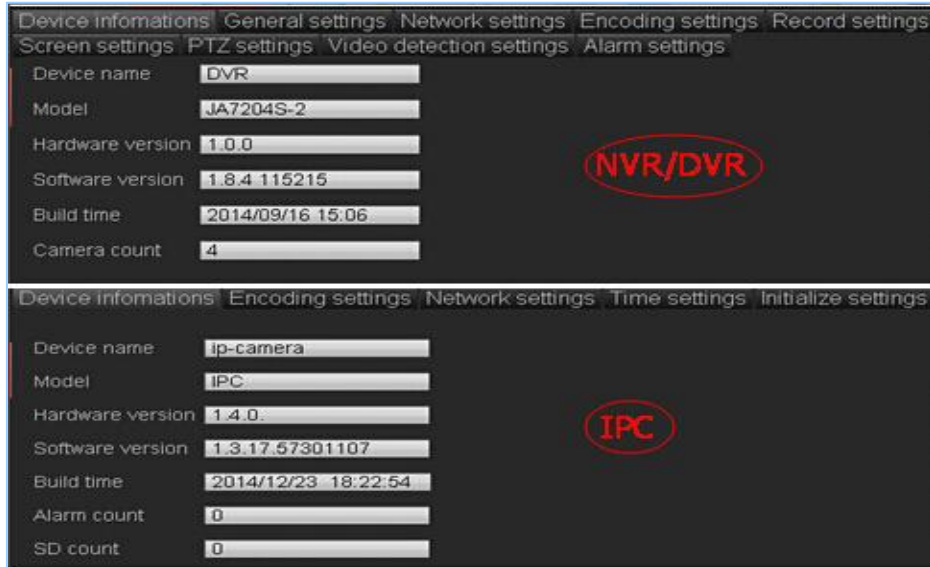 Device infomations General settings Network settings Encoding settings Record settings
Screen settings PTZ settings Video detection settings Alarm settings
Device name DVR
Model JA7204S-2
Hardware version 1.0.0
Software version 1.8.4 115215
Build time 2014/09/16 15:06
Camera count 4
NVR/DVR
Device infomations Encoding settings Network settings Time settings Initialize settings
Device name ip-camera
Model IPC
Hardware version 1.4.0.
Software version 1.3.17.57301107
Build time 2014/12/23 18:22:54
Alarm count 0
SD count 0
IPC